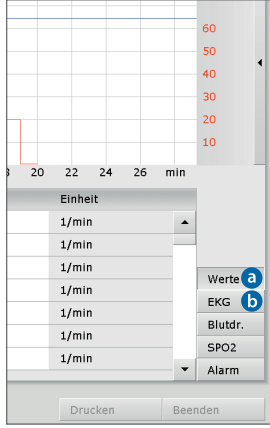 60
50
40
30
20
10
20 22 24 26 min
Einheit
1/min
1/min
1/min
1/min
1/min
1/min
1/min
Werte a
EKG b
Blutdr.
SPO2
Alarm
Drucken Beenden